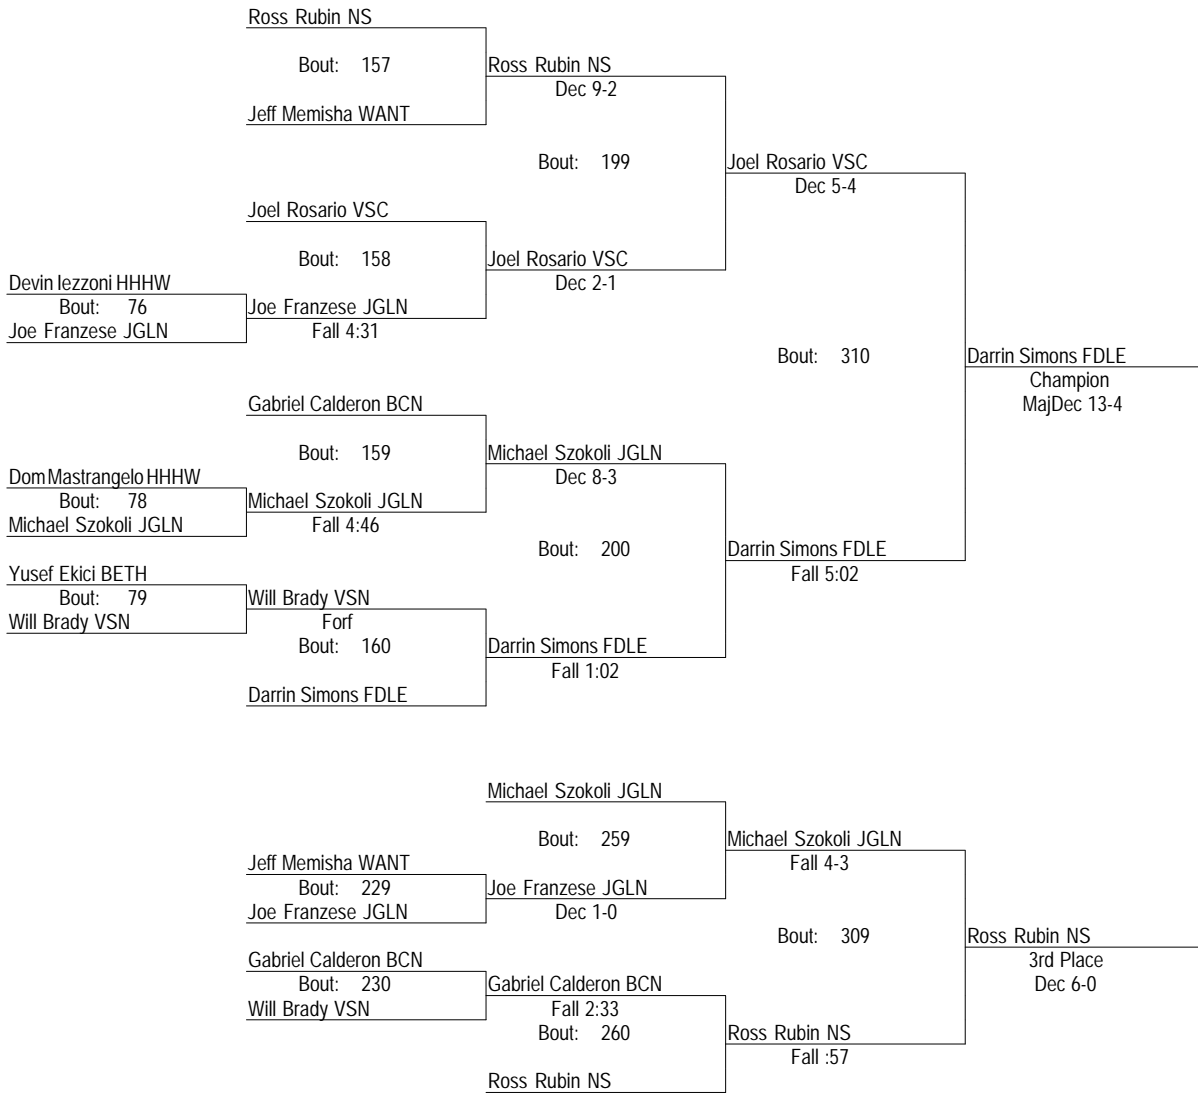 Ross Rubin NS
Bout: 157
Ross Rubin NS
Dec 9-2
Jeff Memisha WANT
Bout: 199
Joel Rosario VSC
Dec 5-4
Joel Rosario VSC
Bout: 158
Joel Rosario VSC
Dec 2-1
Devin Iezzoni HHHW
Bout: 76
Joe Franzese JGLN
Joe Franzese JGLN
Fall 4:31
Bout: 310
Darrin Simons FDLE
Champion
MajDec 13-4
Gabriel Calderon BCN
Bout: 159
Michael Szokoli JGLN
Dec 8-3
Dom Mastrangelo HHHW
Bout: 78
Michael Szokoli JGLN
Michael Szokoli JGLN
Fall 4:46
Bout: 200
Darrin Simons FDLE
Fall 5:02
Yusef Ekici BETH
Bout: 79
Will Brady VSN
Will Brady VSN
Forf
Bout: 160
Darrin Simons FDLE
Fall 1:02
Darrin Simons FDLE
Michael Szokoli JGLN
Bout: 259
Michael Szokoli JGLN
Fall 4-3
Jeff Memisha WANT
Bout: 229
Joe Franzese JGLN
Joe Franzese JGLN
Dec 1-0
Bout: 309
Ross Rubin NS
3rd Place
Dec 6-0
Gabriel Calderon BCN
Bout: 230
Will Brady VSN
Gabriel Calderon BCN
Fall 2:33
Bout: 260
Ross Rubin NS
Fall :57
Ross Rubin NS